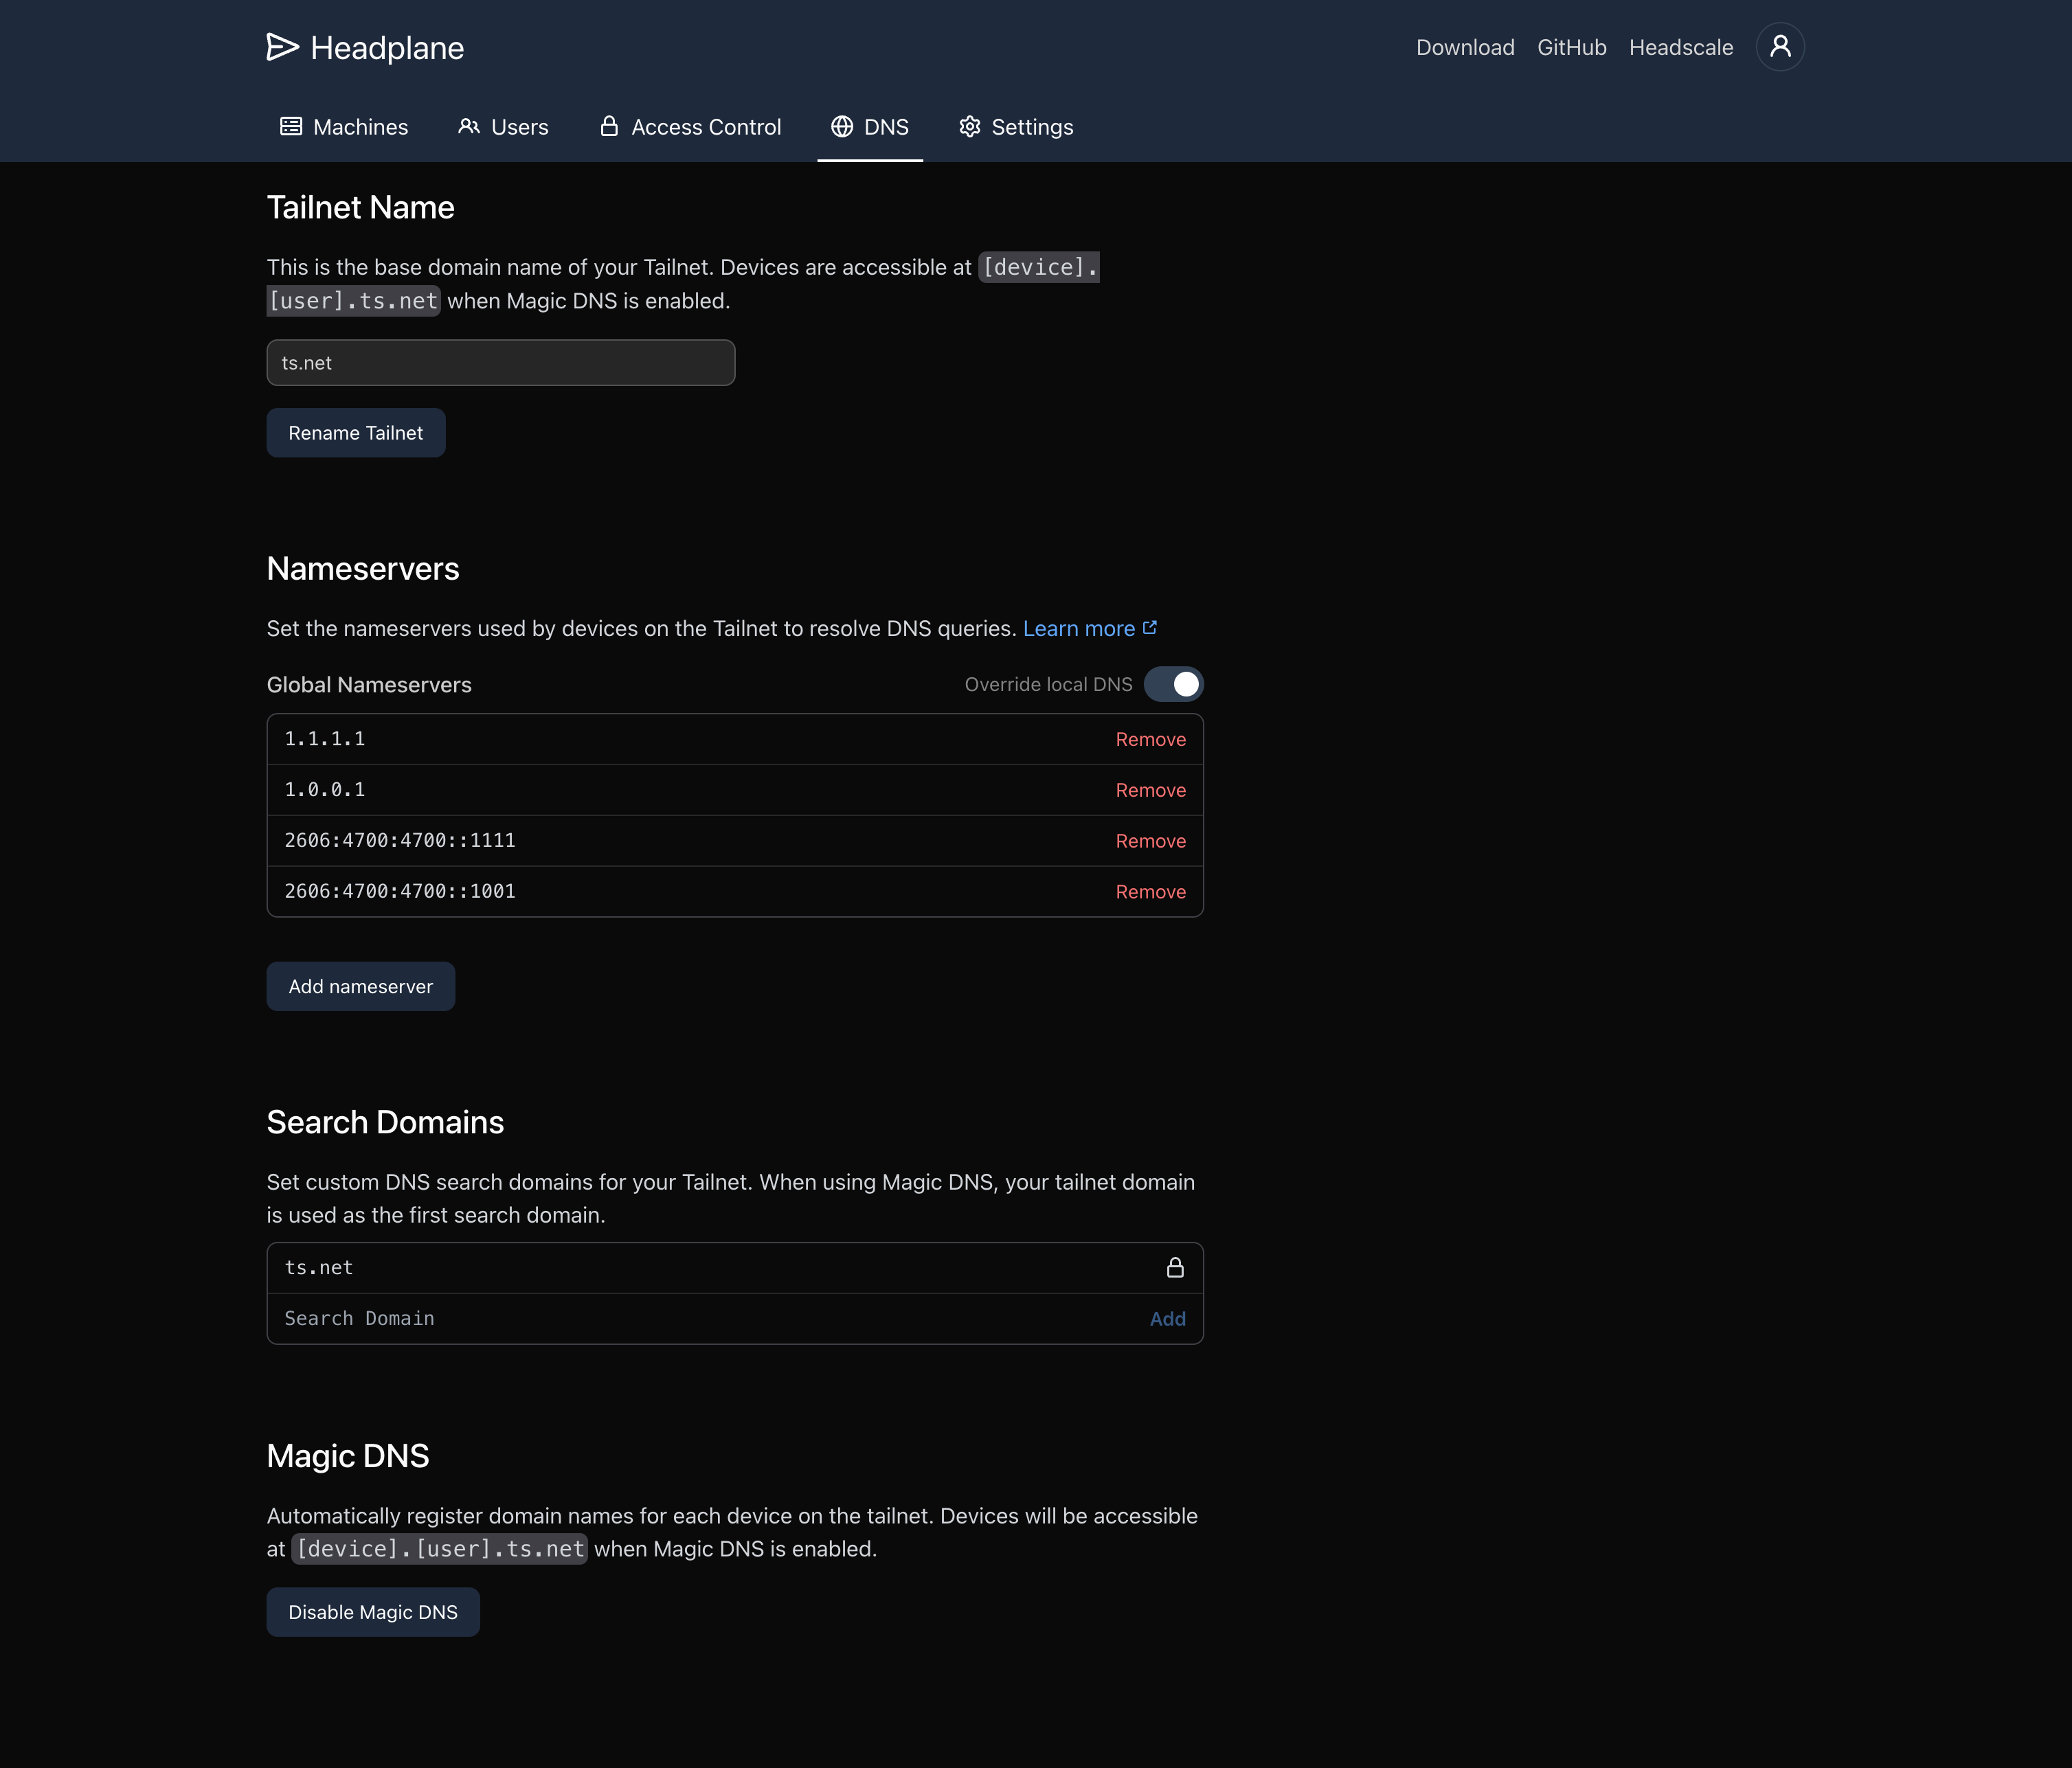 Headplane
Download GitHub Headscale
Machines Users Access Control DNS Settings
Tailnet Name
This is the base domain name of your Tailnet. Devices are accessible at [device].
[user].ts.net when Magic DNS is enabled.
ts.net
Rename Tailnet
Nameservers
Set the nameservers used by devices on the Tailnet to resolve DNS queries. Learn more
Global Nameservers Override local DNS
1.1.1.1 Remove
1.0.0.1 Remove
2606:4700:4700::1111 Remove
2606:4700:4700::1001 Remove
Add nameserver
Search Domains
Set custom DNS search domains for your Tailnet. When using Magic DNS, your tailnet domain
is used as the first search domain.
ts.net
Search Domain Add
Magic DNS
Automatically register domain names for each device on the tailnet. Devices will be accessible
at [device].[user].ts.net when Magic DNS is enabled.
Disable Magic DNS